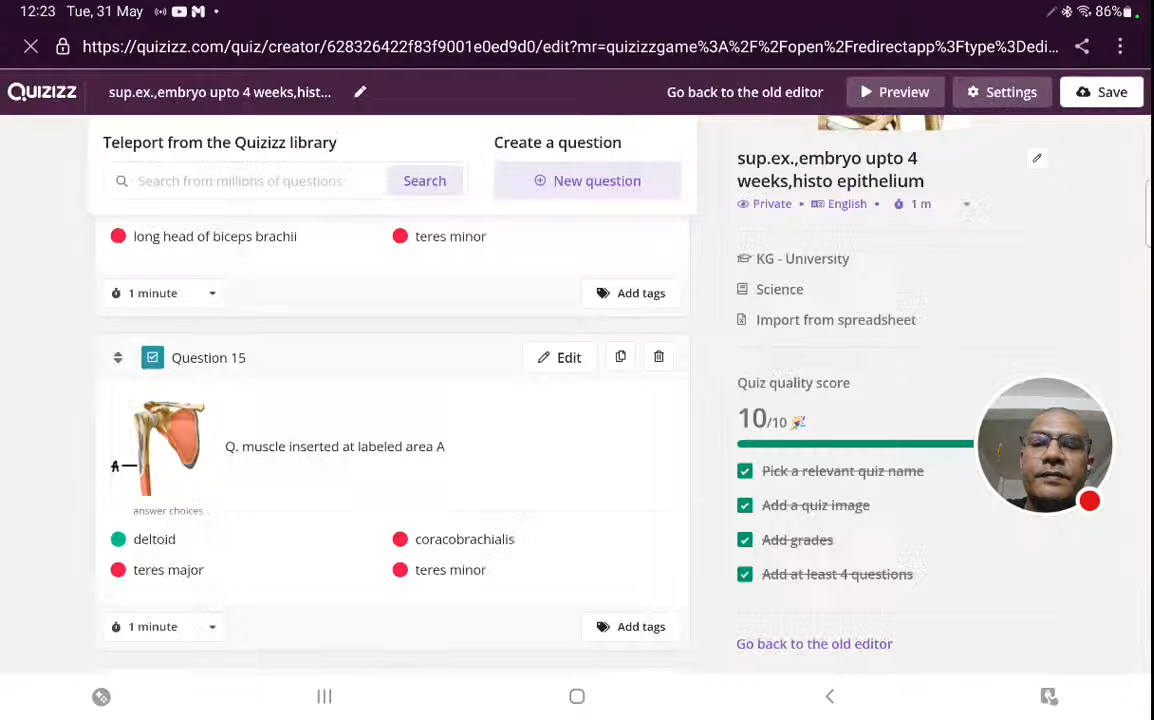 12:23 Tue, 31 May 86%
https://quizizz.com/quiz/creator/628326422f83f9001e0ed9d0/edit?mr=quizizzgame%3A%2F%2Fopen%2Fredirectapp%3Ftype%3Dedi...
QUIZIZZ sup.ex.,embryo upto 4 weeks,hist... Go back to the old editor Preview Settings Save
Teleport from the Quizizz library
Search from millions of questions Search
Create a question
New question
long head of biceps brachii teres minor
1 minute Add tags
Question 15 Edit
A
Q. muscle inserted at labeled area A
answer choices
deltoid coracobrachialis
teres major teres minor
1 minute Add tags
sup.ex.,embryo upto 4
weeks,histo epithelium
Private • English • 1 m
KG - University
Science
Import from spreadsheet
Quiz quality score
10/10
Pick a relevant quiz name
Add a quiz image
Add grades
Add at least 4 questions
Go back to the old editor